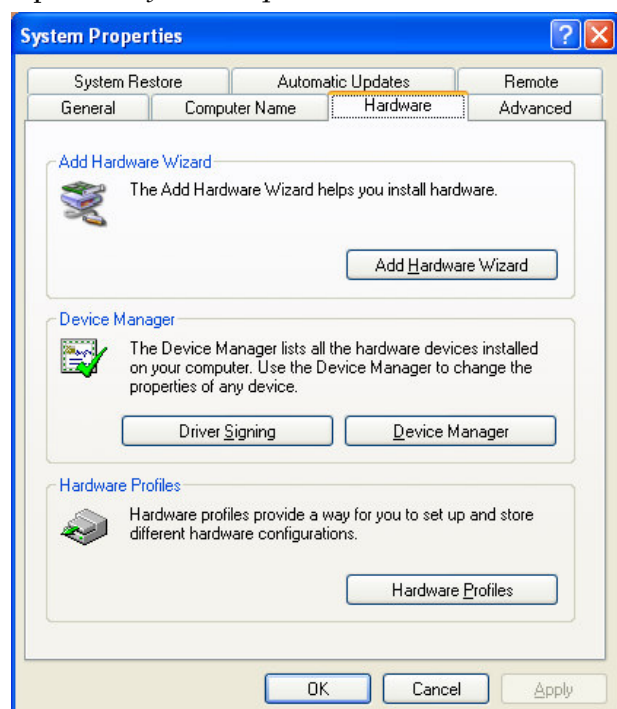 System Properties
System Restore Automatic Updates Remote
General Computer Name Hardware Advanced
Add Hardware Wizard
The Add Hardware Wizard helps you install hardware.
Add Hardware Wizard
Device Manager
The Device Manager lists all the hardware devices installed
on your computer. Use the Device Manager to change the
properties of any device.
Driver Signing Device Manager
Hardware Profiles
Hardware profiles provide a way for you to set up and store
different hardware configurations.
Hardware Profiles
OK Cancel Apply